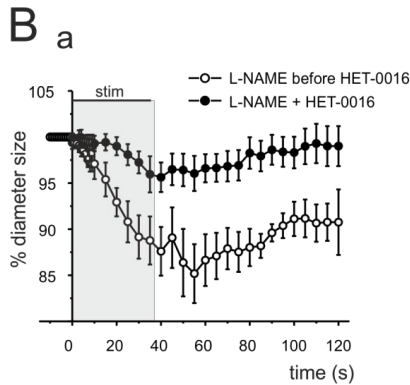 B a
stim
L-NAME before HET-0016
L-NAME + HET-0016
105
95
90
85
% diameter size
0 20 40 60 80 100 120
time (s)